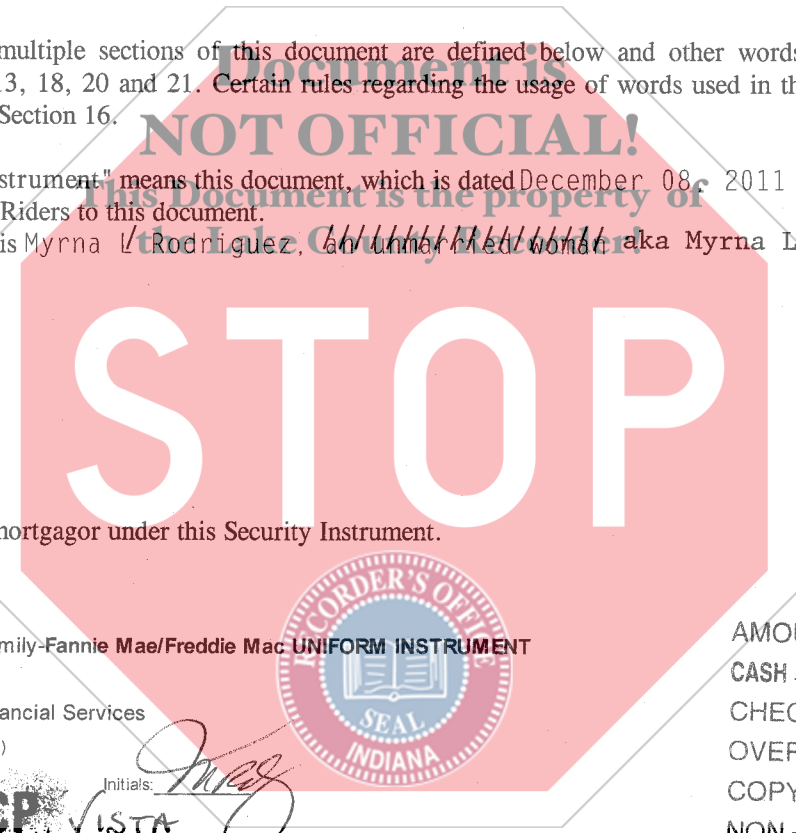 multiple sections of this document are defined below and other words
13, 18, 20 and 21. Certain rules regarding the usage of words used in th
Section 16.
Document is
NOT OFFICIAL!
This Document is the property of
the Lake County Recorder!
strument" means this document, which is dated December 08, 2011
Riders to this document.
is Myrna L Rodriguez, an unmarried woman aka Myrna L
STOP
mortgagor under this Security Instrument.
RECORDER'S OFFICE
SEAL
INDIANA
mily-Fannie Mae/Freddie Mac UNIFORM INSTRUMENT
ancial Services
)
Initials:
VISTA
AMOU
CASH
CHEC
OVER
COPY
NON